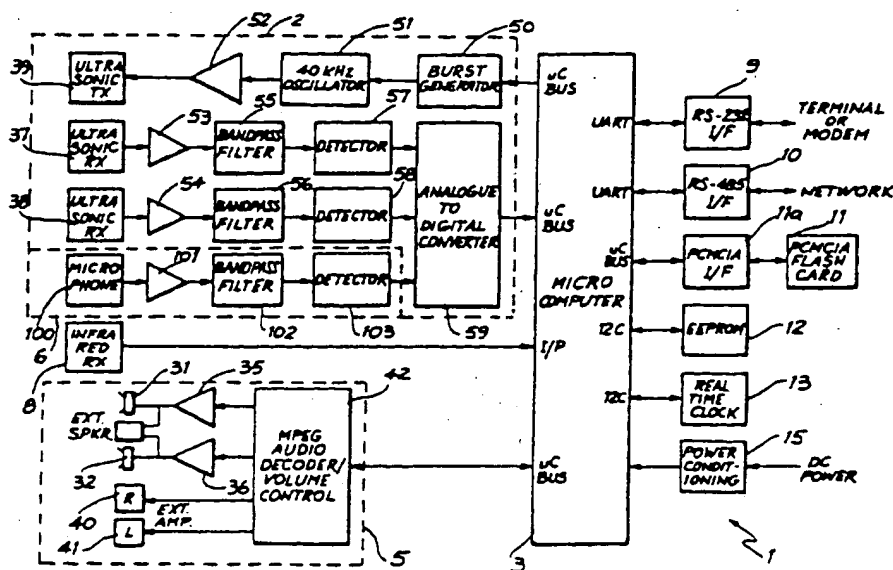 52
2
51
50
39
ULTRA
SONIC
TX
40 KHz
OSCILLATOR
BURST
GENERATOR
uC
BUS
9
37
ULTRA
SONIC
RX
53
55
BANDPASS
FILTER
57
DETECTOR
UART
RS-232
I/F
TERMINAL
OR
MODEM
10
38
ULTRA
SONIC
RX
54
56
BANDPASS
FILTER
58
DETECTOR
ANALOGUE
TO
DIGITAL
CONVERTER
uC
BUS
UART
RS-485
I/F
NETWORK
11a
11
uC
BUS
PCMCIA
I/F
PCMCIA
FLASH
CARD
MICRO
COMPUTER
100
MICRO
PHONE
101
BANDPASS
FILTER
DETECTOR
102
103
59
6
8
INFRA
RED RX
I/P
I2C
EEPROM
12
31
35
42
I2C
REAL
TIME
CLOCK
13
EXT.
SPKR.
32
36
MPEG
AUDIO
DECODER/
VOLUME
CONTROL
uC
BUS
POWER
CONDIT-
IONING
15
DC
POWER
40
R
EXT.
AMP.
41
L
5
3
1